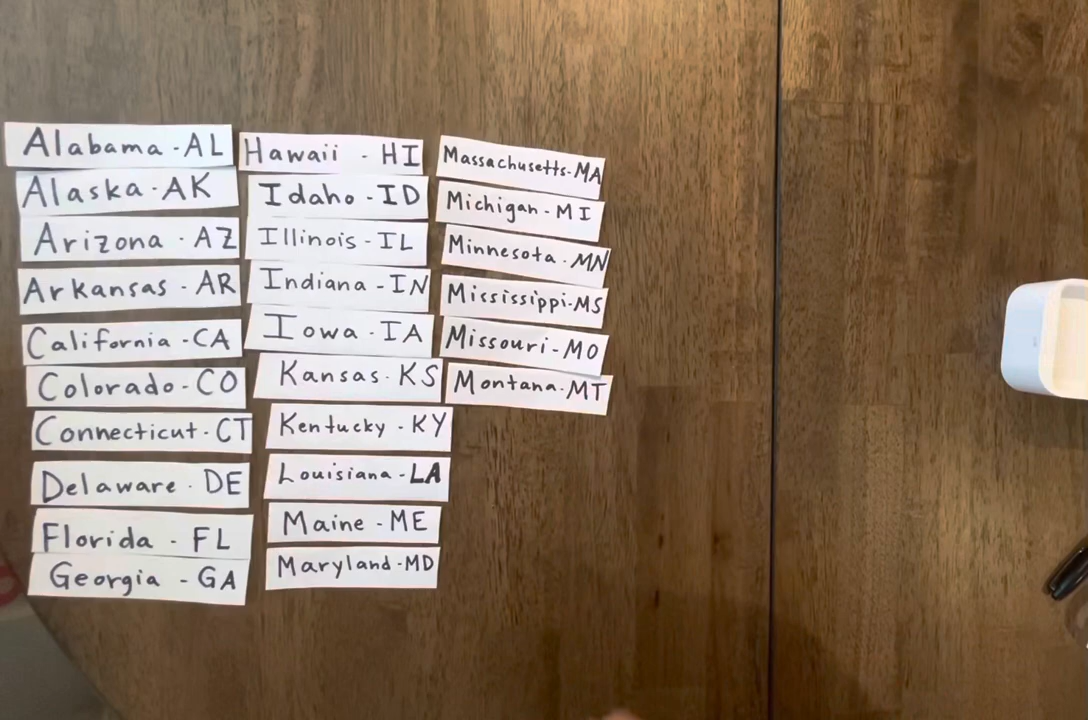 Alabama - AL
Alaska - AK
Arizona - AZ
Arkansas - AR
California - CA
Colorado - CO
Connecticut - CT
Delaware - DE
Florida - FL
Georgia - GA
Hawaii - HI
Idaho - ID
Illinois - IL
Indiana - IN
Iowa - IA
Kansas - KS
Kentucky - KY
Louisiana - LA
Maine - ME
Maryland - MD
Massachusetts - MA
Michigan - MI
Minnesota - MN
Mississippi - MS
Missouri - MO
Montana - MT